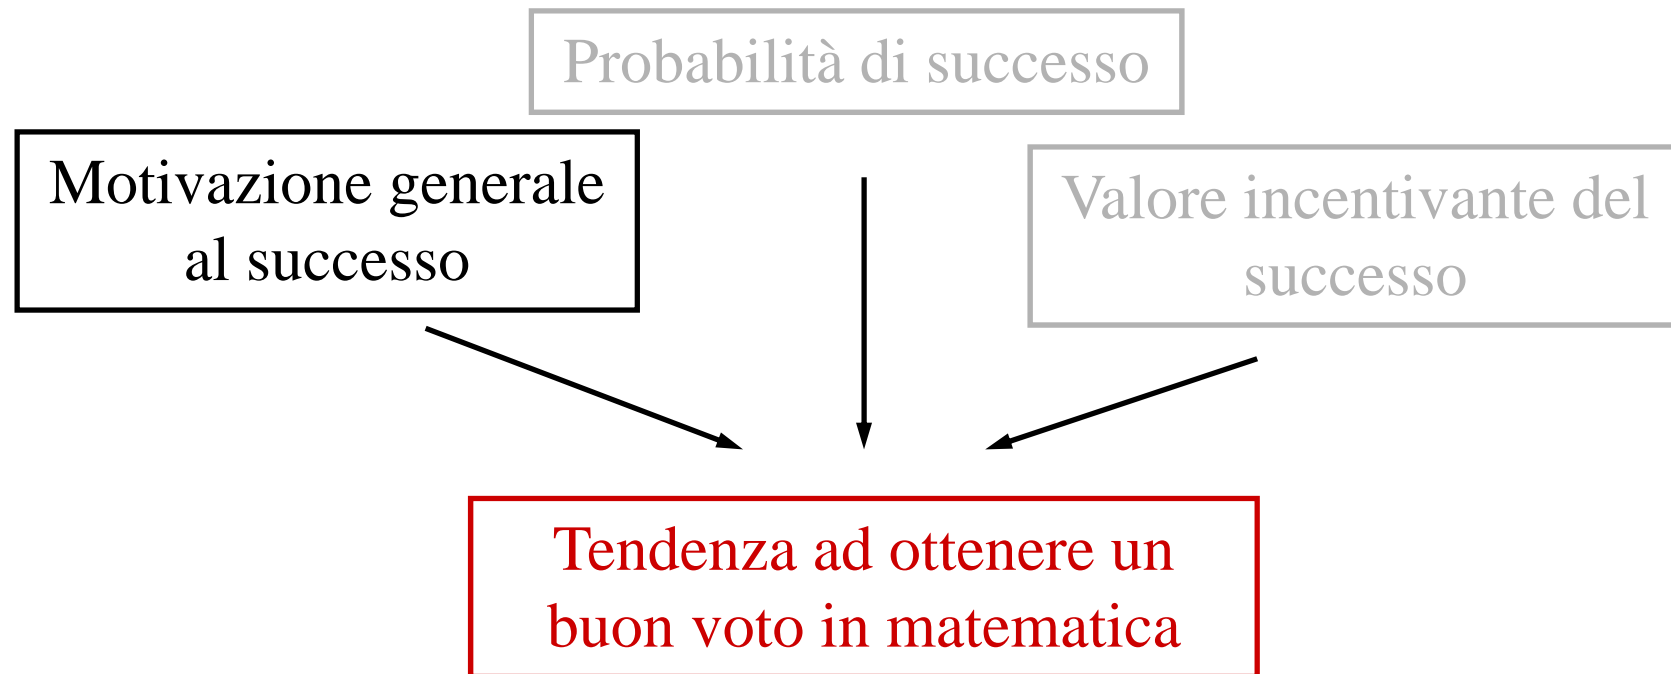 Probabilità di successo
Motivazione generale
al successo
Valore incentivante del
successo
Tendenza ad ottenere un
buon voto in matematica